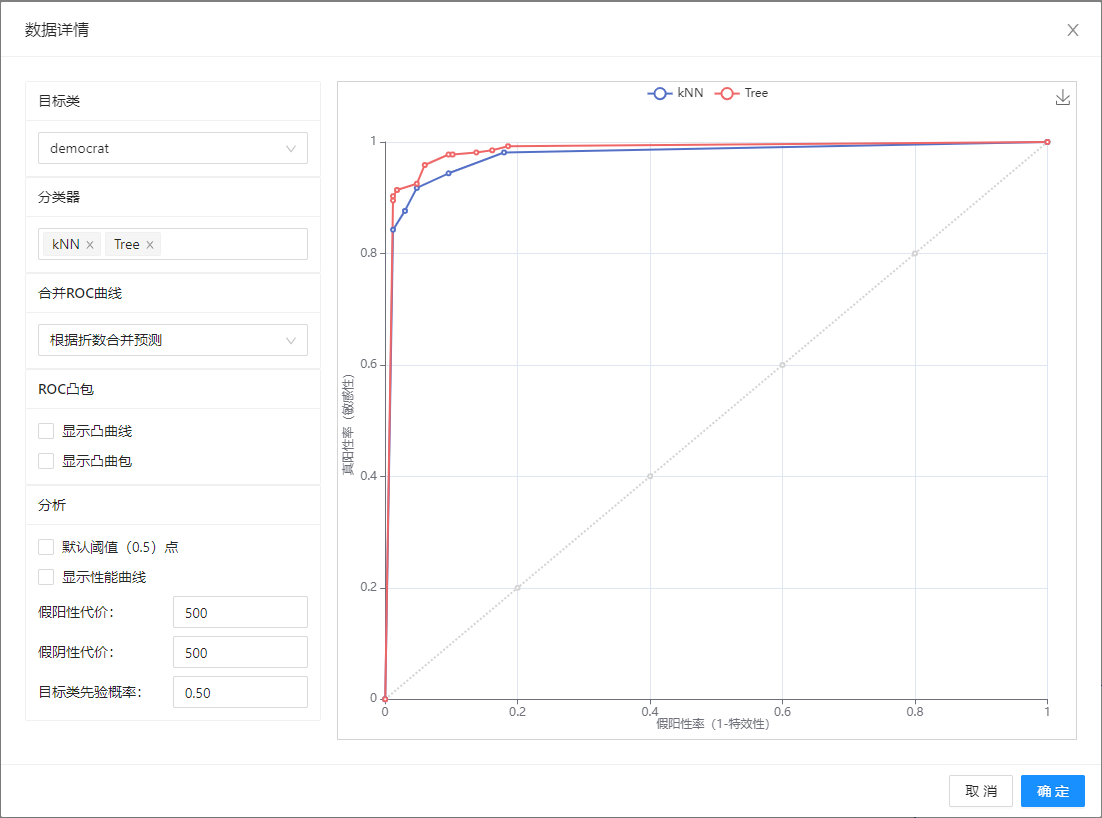 数据详情
目标类
democrat
分类器
kNN × Tree ×
合并ROC曲线
根据折数合并预测
ROC凸包
显示凸曲线
显示凸曲包
分析
默认阈值（0.5）点
显示性能曲线
假阳性代价： 500
假阴性代价： 500
目标类先验概率： 0.50
kNN Tree
1
0.8
0.6
0.4
0.2
0
真阳性率（敏感性）
0 0.2 0.4 0.6 0.8 1
假阳性率（1-特效性）
取 消 确 定